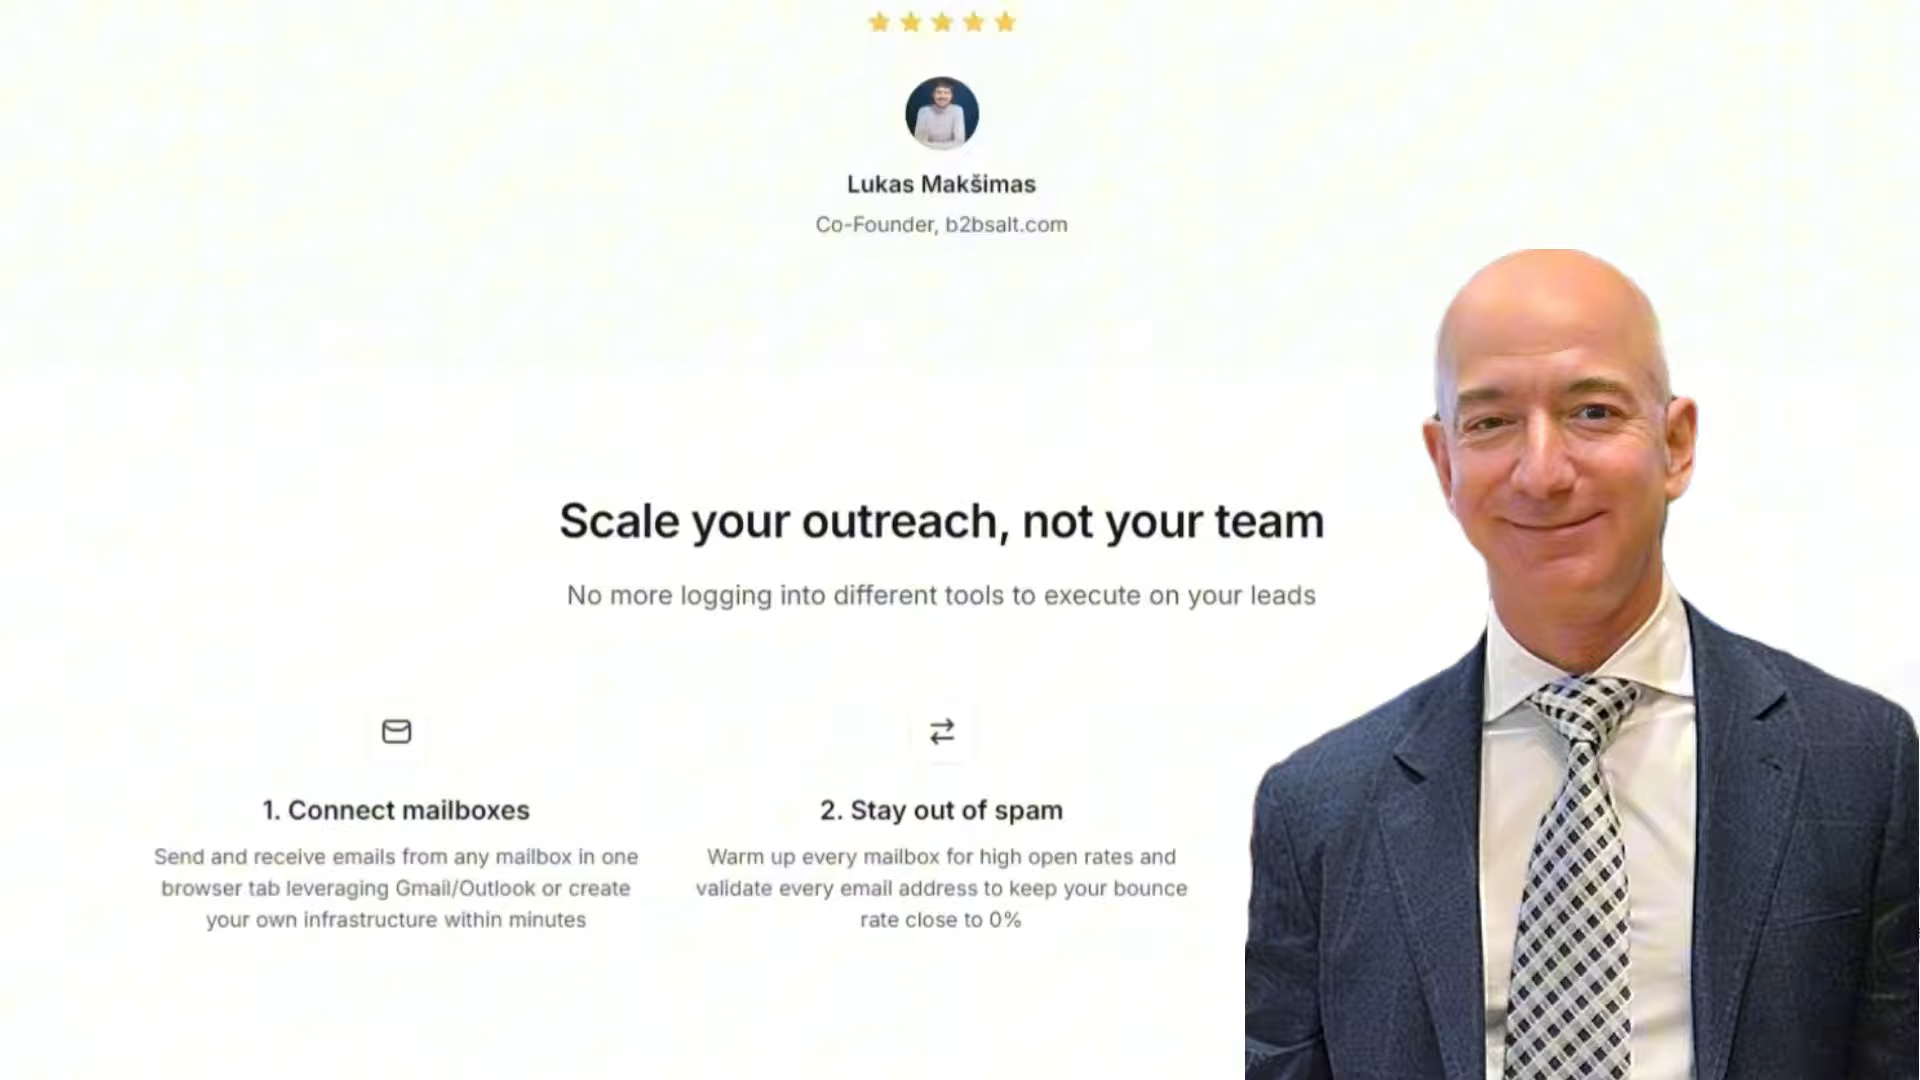 Lukas Makšimas
Co-Founder, b2bsalt.com
Scale your outreach, not your team
No more logging into different tools to execute on your leads
1. Connect mailboxes
Send and receive emails from any mailbox in one
browser tab leveraging Gmail/Outlook or create
your own infrastructure within minutes
2. Stay out of spam
Warm up every mailbox for high open rates and
validate every email address to keep your bounce
rate close to 0%